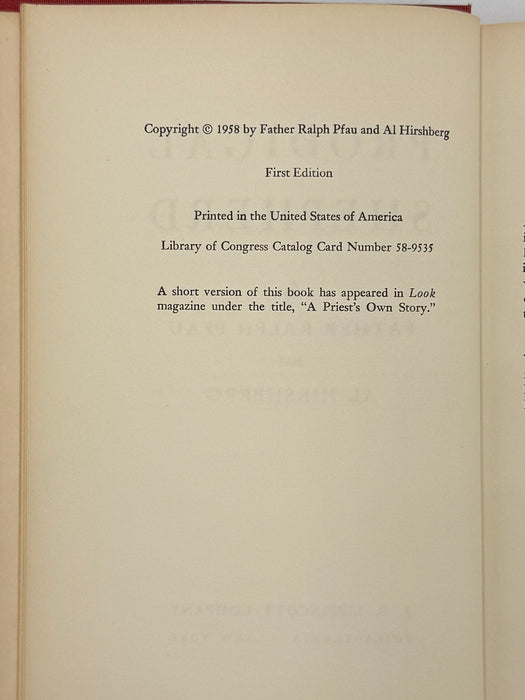 Copyright © 1958 by Father Ralph Pfau and Al Hirshberg
First Edition
Printed in the United States of America
Library of Congress Catalog Card Number 58-9535
A short version of this book has appeared in Look
magazine under the title, “A Priest's Own Story.”